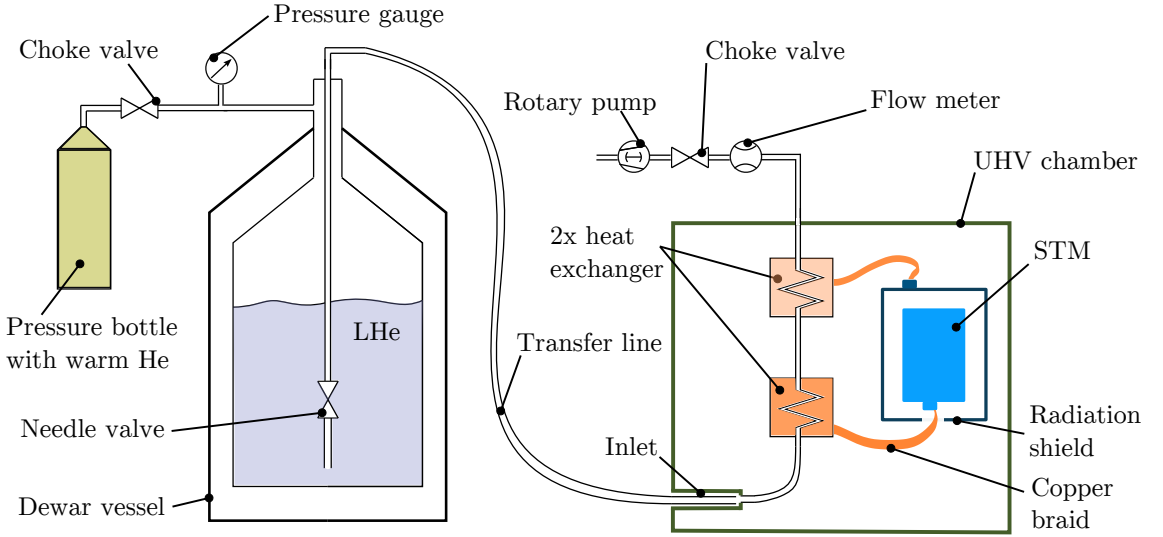 Pressure gauge
Choke valve
Choke valve
Rotary pump
Flow meter
UHV chamber
2x heat
exchanger
STM
LHe
Pressure bottle
with warm He
Transfer line
Needle valve
Radiation
shield
Inlet
Dewar vessel
Copper
braid